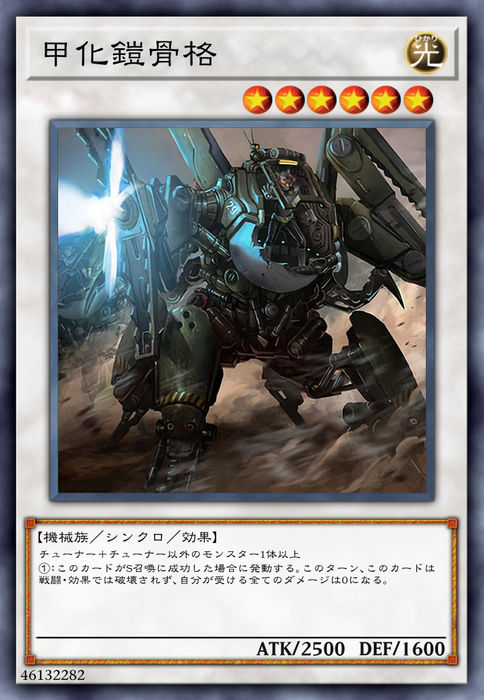 甲化鎧骨格
光
ひかり
29
【機械族／シンクロ／効果】
チューナー＋チューナー以外のモンスター1体以上
①：このカードがS召喚に成功した場合に発動する。このターン、このカードは
戦闘・効果では破壊されず、自分が受ける全てのダメージは0になる。
ATK/2500 DEF/1600
46132282